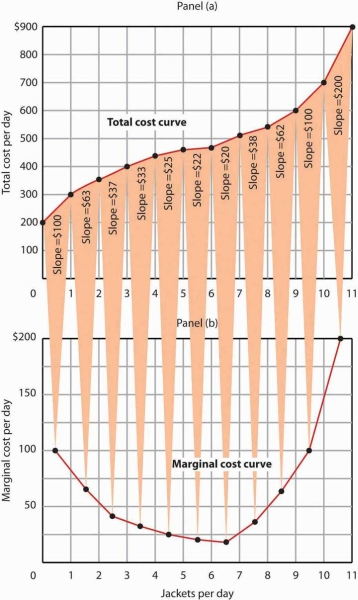 Panel (a)
$900
800
700
600
500
400
300
200
100
Total cost per day
Total cost curve
Slope =$100
Slope =$63
Slope =$37
Slope =$33
Slope =$25
Slope =$22
Slope =$20
Slope =$38
Slope =$62
Slope =$100
Slope =$200
0 1 2 3 4 5 6 7 8 9 10 11
Panel (b)
$200
150
100
50
Marginal cost per day
Marginal cost curve
0 1 2 3 4 5 6 7 8 9 10 11
Jackets per day